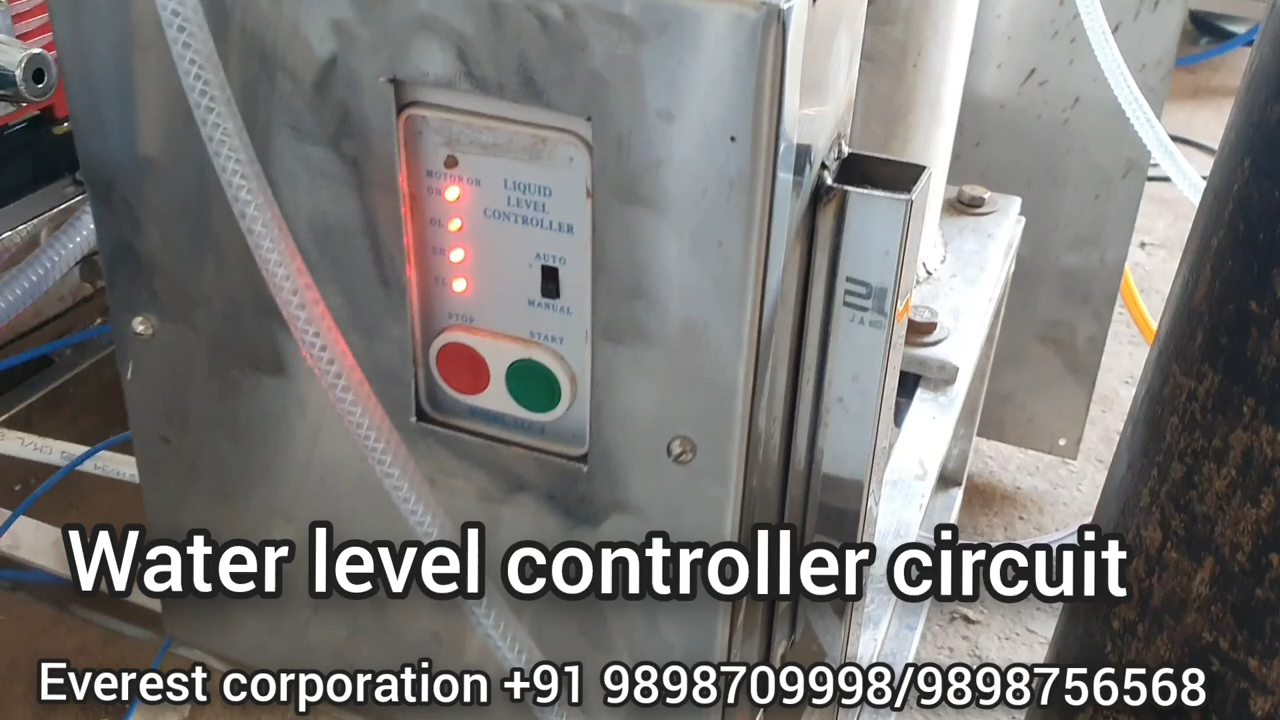 MOTOR ON
ON
LIQUID
LEVEL
CONTROLLER
OL
AUTO
MANUAL
STOP
START
Water level controller circuit
Everest corporation +91 9898709998/9898756568